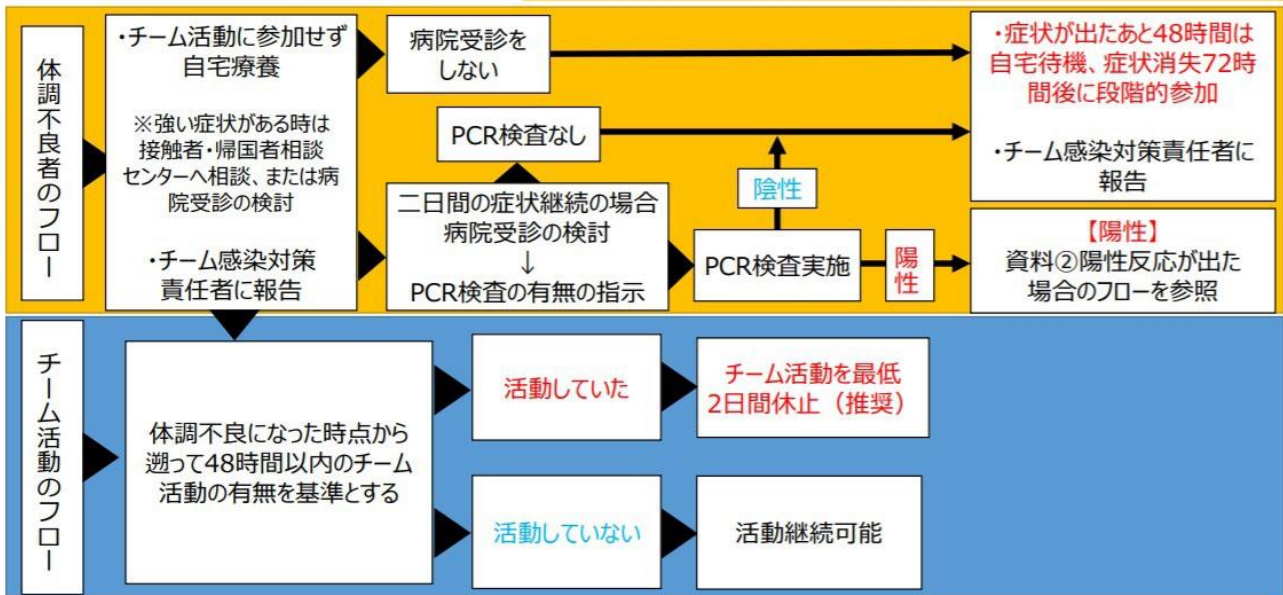 体調不良者のフロー
・チーム活動に参加せず
自宅療養
※強い症状がある時は
接触者・帰国者相談
センターへ相談、または病
院受診の検討
・チーム感染対策
責任者に報告
病院受診を
しない
PCR検査なし
二日間の症状継続の場合
病院受診の検討
↓
PCR検査の有無の指示
陰性
PCR検査実施
陽性
・症状が出たあと48時間は
自宅待機、症状消失72時
間後に段階的参加
・チーム感染対策責任者に
報告
【陽性】
資料②陽性反応が出た
場合のフローを参照
チーム活動のフロー
体調不良になった時点から
遡って48時間以内のチーム
活動の有無を基準とする
活動していた
チーム活動を最低
2日間休止（推奨）
活動していない
活動継続可能